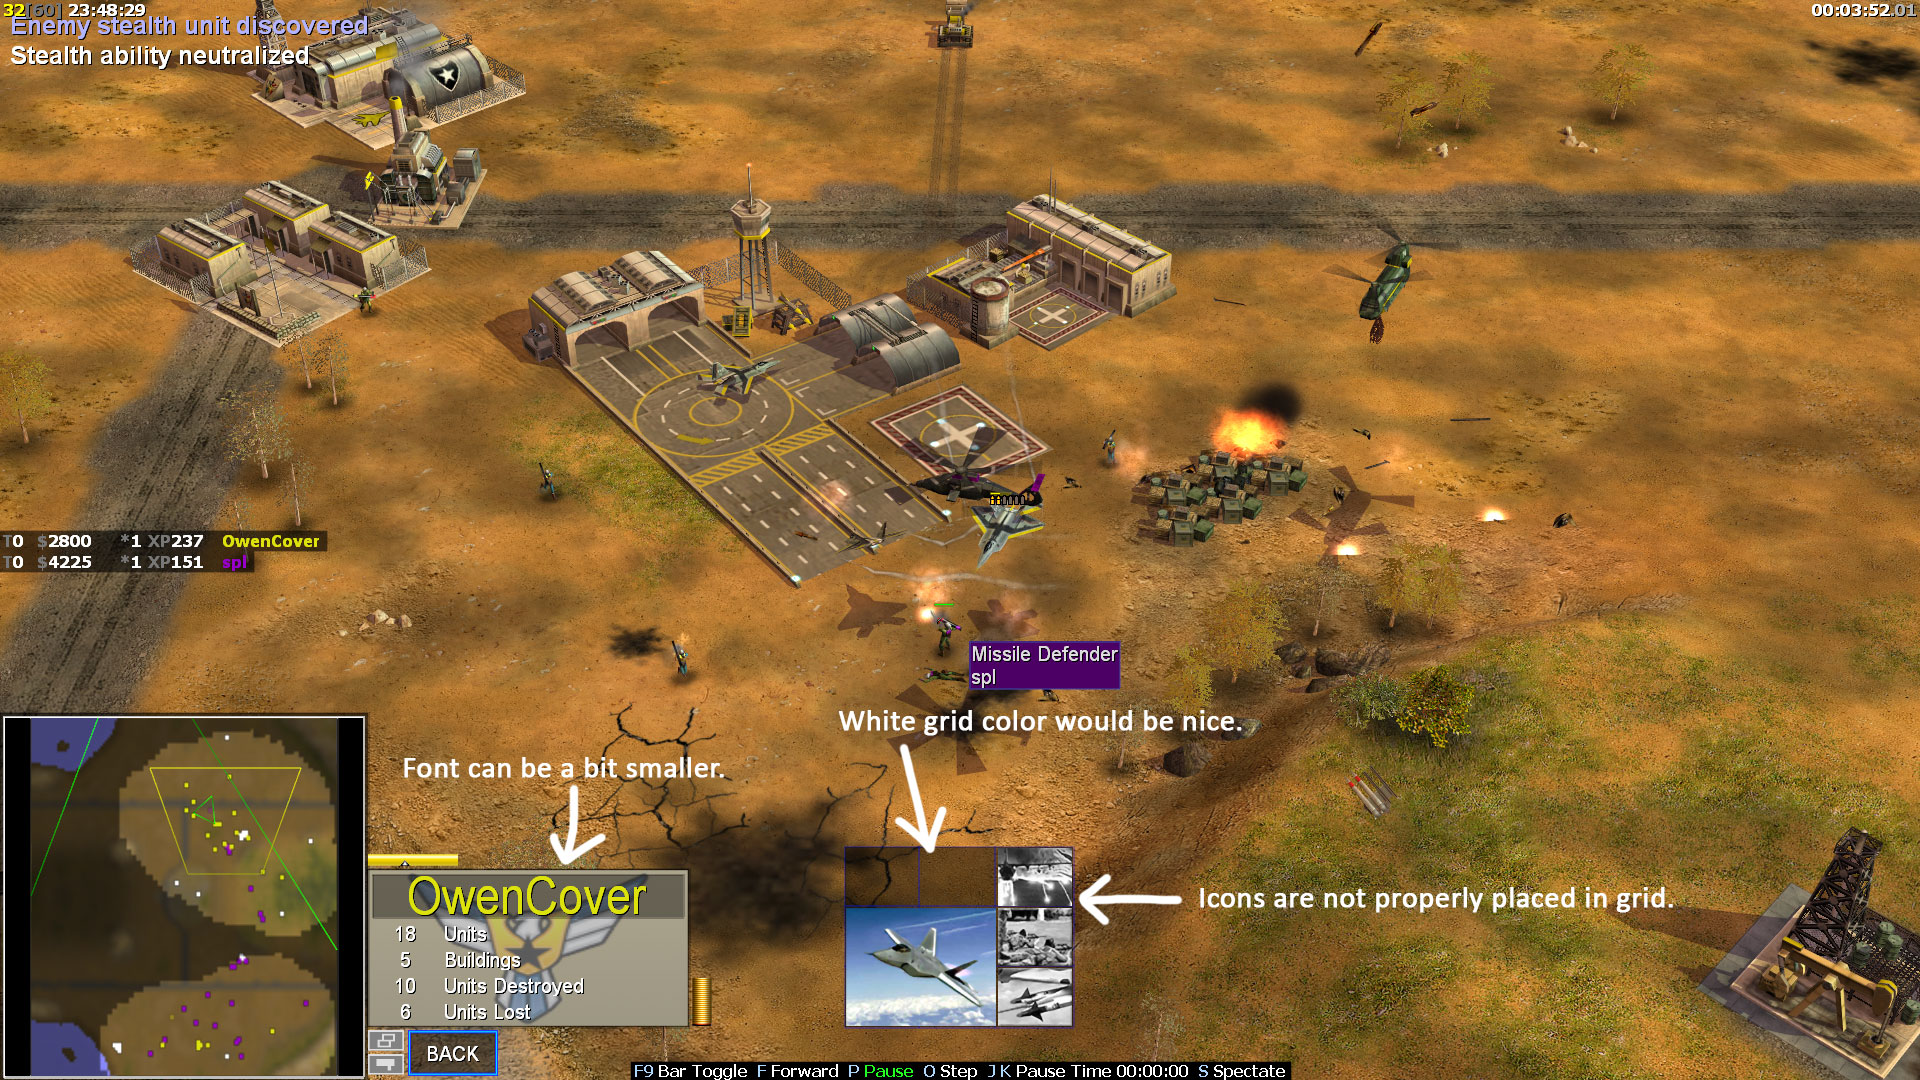 32[60] 23:48:29
00:03:52.01
Enemy stealth unit discovered
Stealth ability neutralized
T0 $2800 *1 XP237 OwenCover
T0 $4225 *1 XP151 spl
Missile Defender
spl
White grid color would be nice.
Font can be a bit smaller.
Icons are not properly placed in grid.
OwenCover
18 Units
5 Buildings
10 Units Destroyed
6 Units Lost
BACK
F9 Bar Toggle F Forward P Pause O Step J K Pause Time 00:00:00 S Spectate